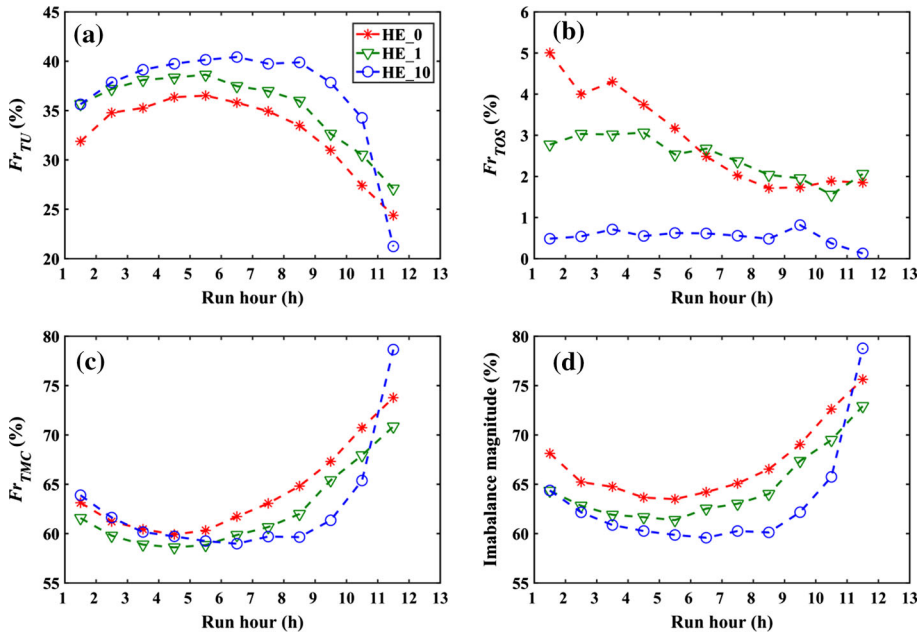 (a)
HE_0
HE_1
HE_10
Fr_TU (%)
45
40
35
30
25
20
1 2 3 4 5 6 7 8 9 10 11 12 13
Run hour (h)
(b)
Fr_TOS (%)
6
5
4
3
2
1
0
1 2 3 4 5 6 7 8 9 10 11 12 13
Run hour (h)
(c)
Fr_TMC (%)
80
75
70
65
60
55
1 2 3 4 5 6 7 8 9 10 11 12 13
Run hour (h)
(d)
Imabalance magnitude (%)
80
75
70
65
60
55
1 2 3 4 5 6 7 8 9 10 11 12 13
Run hour (h)